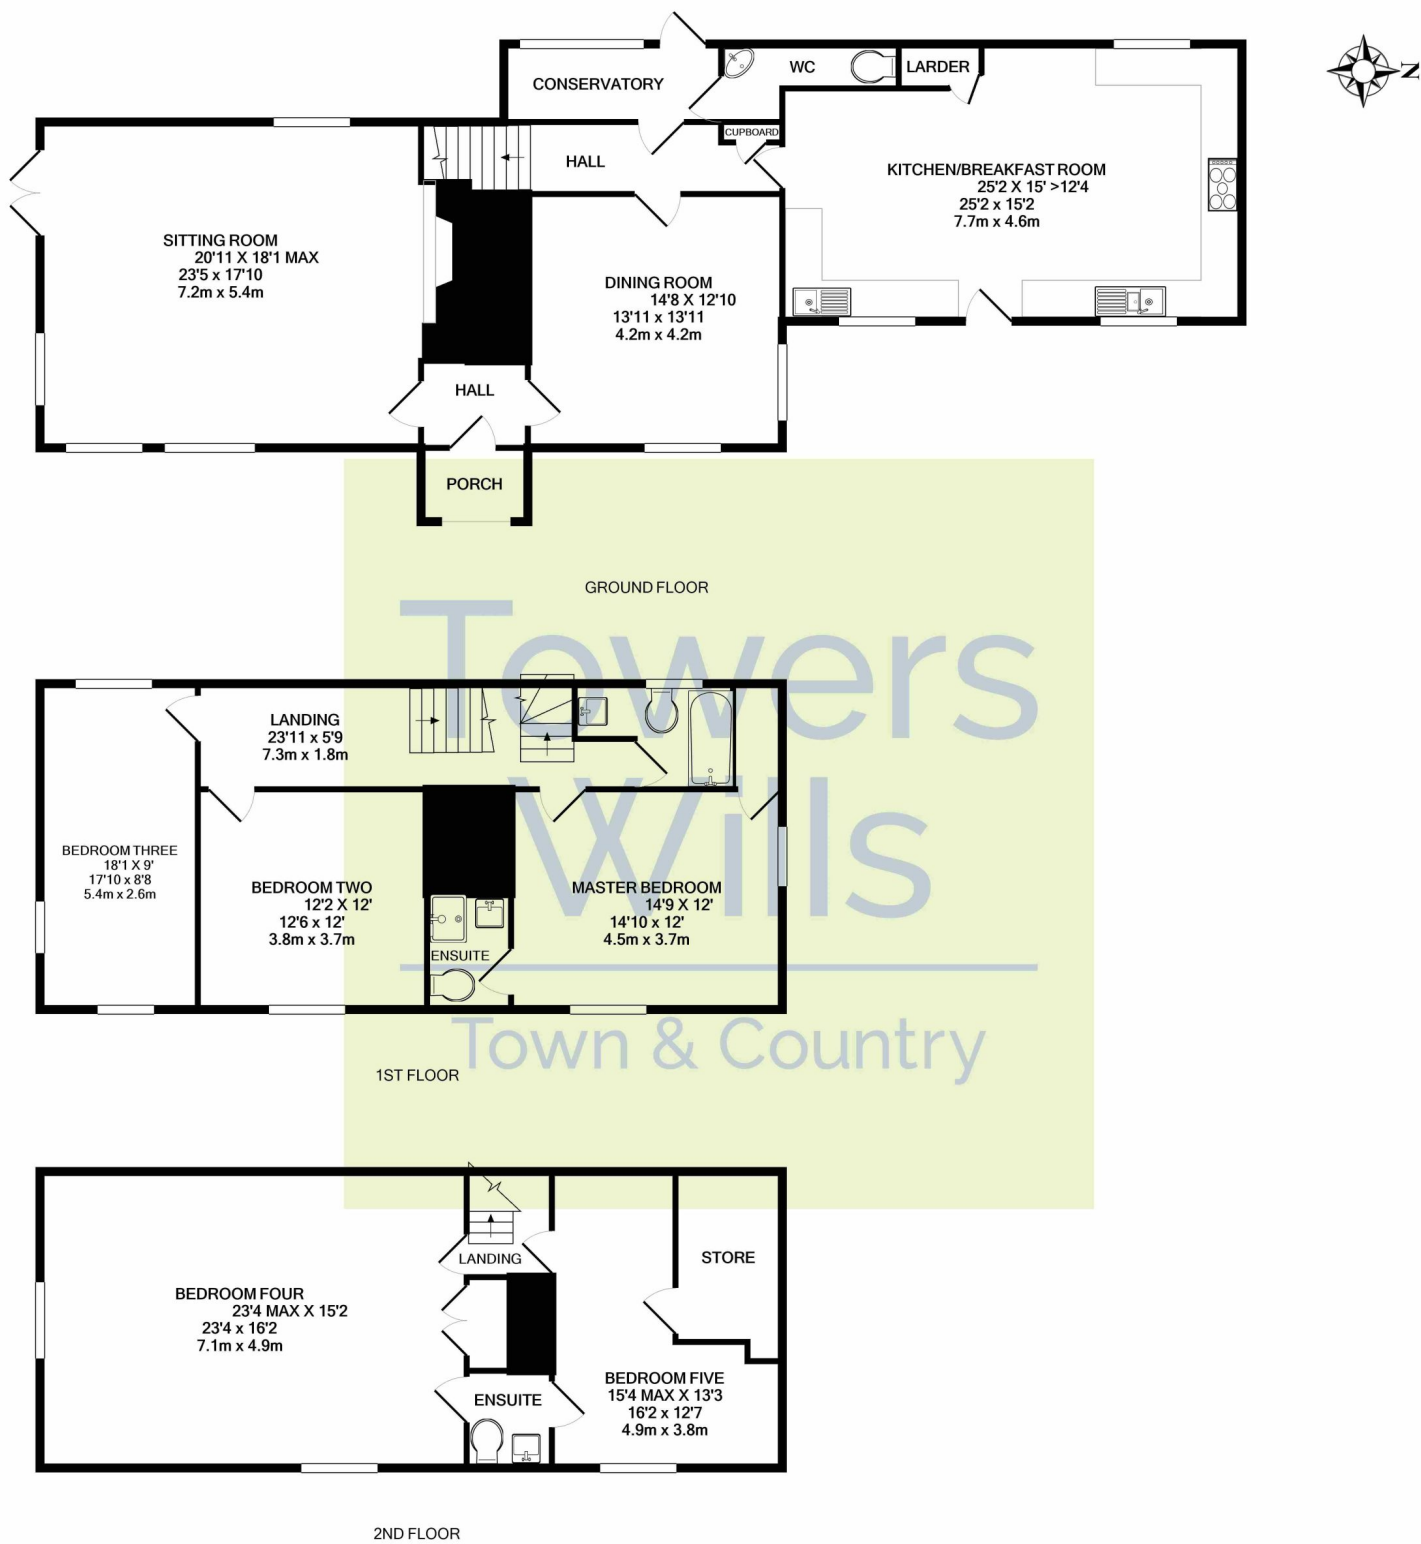 CONSERVATORY
WC
LARDER
N
HALL
CUPBOARD
KITCHEN/BREAKFAST ROOM
25'2 X 15' >12'4
25'2 x 15'2
7.7m x 4.6m
SITTING ROOM
20'11 X 18'1 MAX
23'5 x 17'10
7.2m x 5.4m
DINING ROOM
14'8 X 12'10
13'11 x 13'11
4.2m x 4.2m
HALL
PORCH
GROUND FLOOR
Towers
Wills
Town & Country
LANDING
23'11 x 5'9
7.3m x 1.8m
BEDROOM THREE
18'1 X 9'
17'10 x 8'8
5.4m x 2.6m
BEDROOM TWO
12'2 X 12'
12'6 x 12'
3.8m x 3.7m
ENSUITE
MASTER BEDROOM
14'9 X 12'
14'10 x 12'
4.5m x 3.7m
1ST FLOOR
LANDING
STORE
BEDROOM FOUR
23'4 MAX X 15'2
23'4 x 16'2
7.1m x 4.9m
ENSUITE
BEDROOM FIVE
15'4 MAX X 13'3
16'2 x 12'7
4.9m x 3.8m
2ND FLOOR